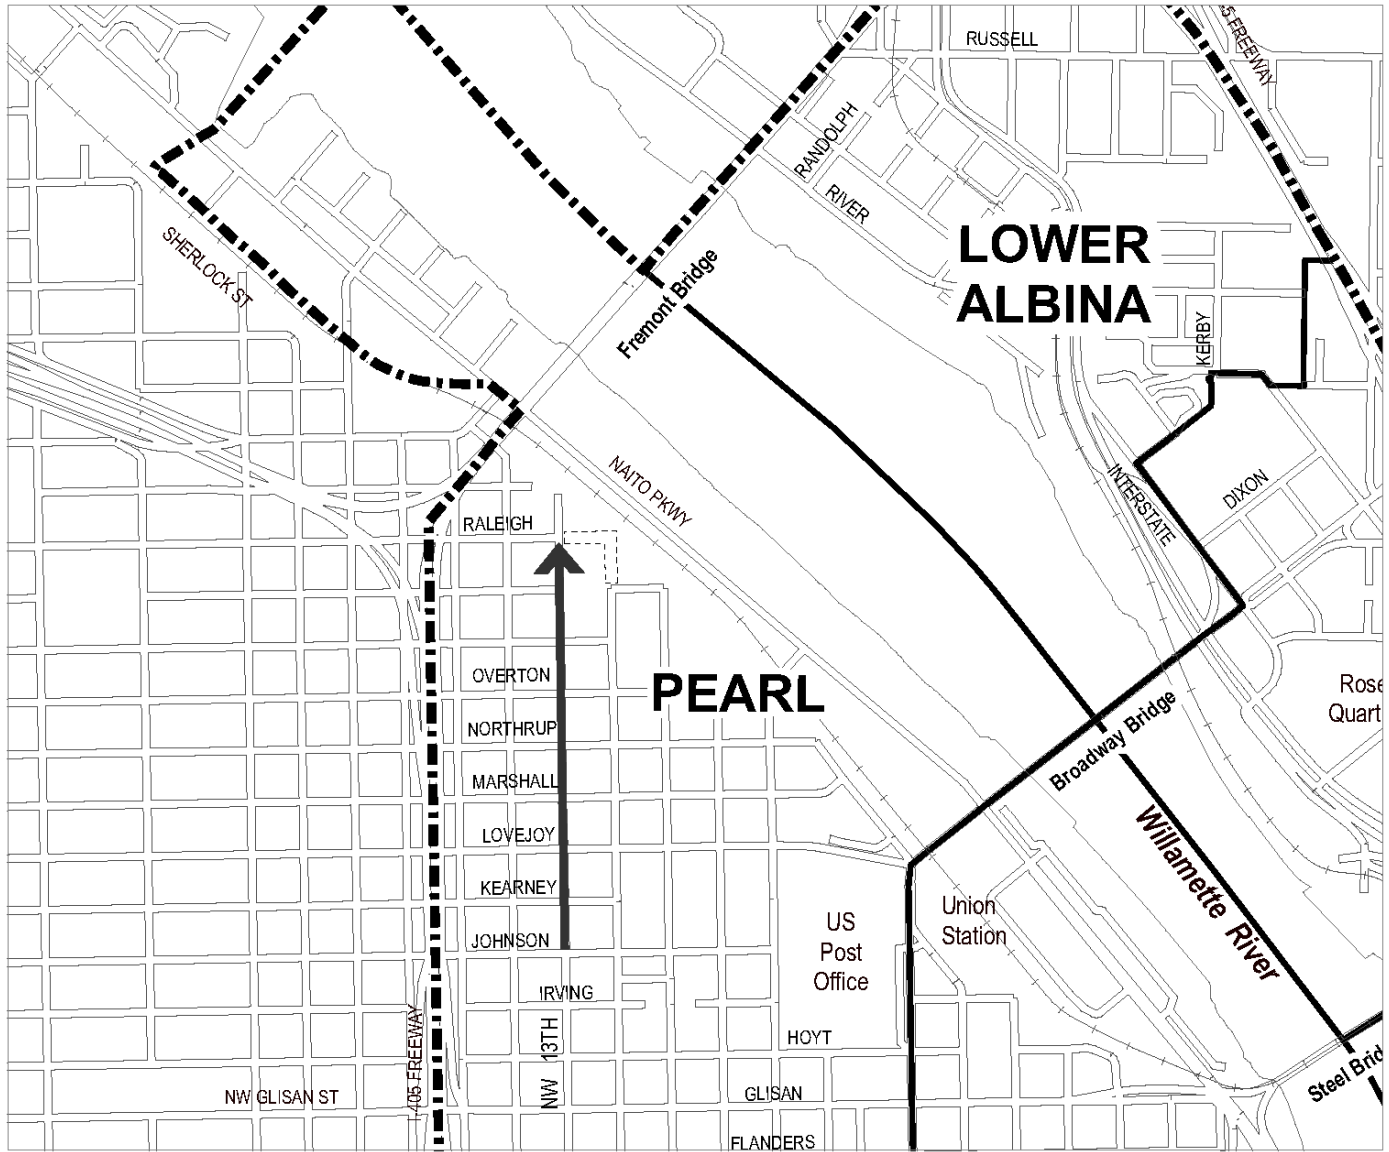 RUSSELL
5 FREEWAY
RANDOLPH
RIVER
LOWER
ALBINA
SHERLOCK ST
Fremont Bridge
KERBY
NAITO PKWY
INTERSTATE
DIXON
RALEIGH
OVERTON
PEARL
Rose
Quart
NORTHRUP
Broadway Bridge
MARSHALL
LOVEJOY
Willamette River
KEARNEY
US
Post
Office
Union
Station
JOHNSON
IRVING
HOYT
NW 13TH
I-405 FREEWAY
Steel Brid
NW GLISAN ST
GLISAN
FLANDERS